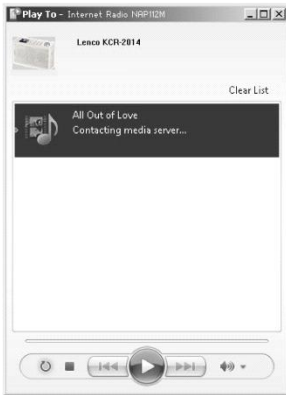 Play To - Internet Radio NAP112M
Lenco KCR-2014
Clear List
All Out of Love
Contacting media server...